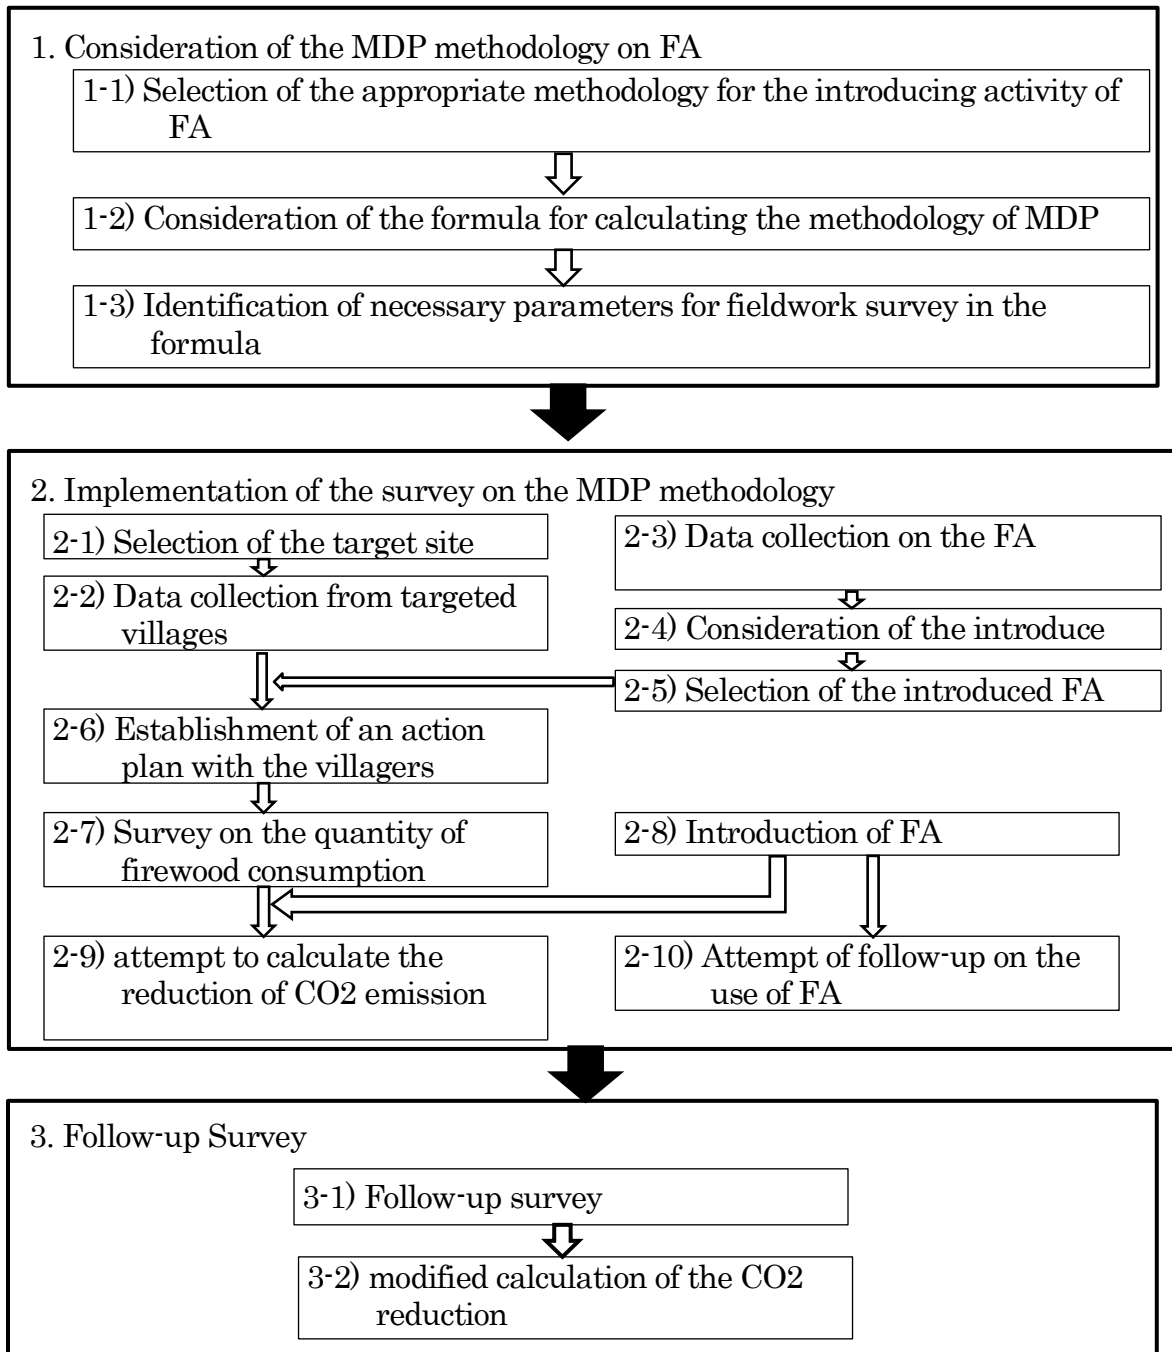 1. Consideration of the MDP methodology on FA
1-1) Selection of the appropriate methodology for the introducing activity of
FA
1-2) Consideration of the formula for calculating the methodology of MDP
1-3) Identification of necessary parameters for fieldwork survey in the
formula
2. Implementation of the survey on the MDP methodology
2-1) Selection of the target site
2-2) Data collection from targeted
villages
2-3) Data collection on the FA
2-4) Consideration of the introduce
2-5) Selection of the introduced FA
2-6) Establishment of an action
plan with the villagers
2-7) Survey on the quantity of
firewood consumption
2-8) Introduction of FA
2-9) attempt to calculate the
reduction of CO2 emission
2-10) Attempt of follow-up on the
use of FA
3. Follow-up Survey
3-1) Follow-up survey
3-2) modified calculation of the CO2
reduction